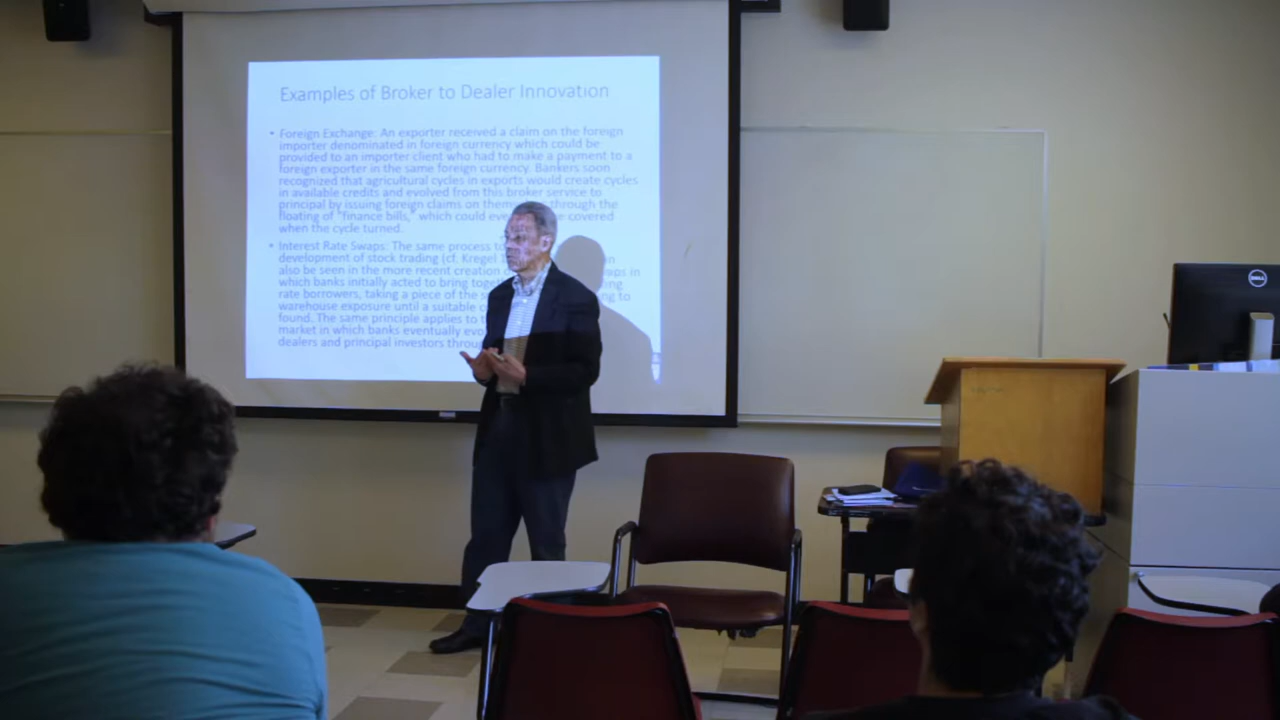 Examples of Broker to Dealer Innovation
• Foreign Exchange: An exporter received a claim on the foreign
importer denominated in foreign currency which could be
provided to an importer client who had to make a payment to a
foreign exporter in the same foreign currency. Bankers soon
recognized that agricultural cycles in exports would create cycles
in available credits and evolved from this broker service to
principal by issuing foreign claims on through the
floating of "finance bills," which could covered
when the cycle turned.
• Interest Rate Swaps: The same process
development of stock trading (cf. Kregel
also be seen in the more recent creation in
which banks initially acted to bring
rate borrowers, taking a piece of the to
warehouse exposure until a suitable
found. The same principle applies to
market in which banks eventually
dealers and principal investors
DELL